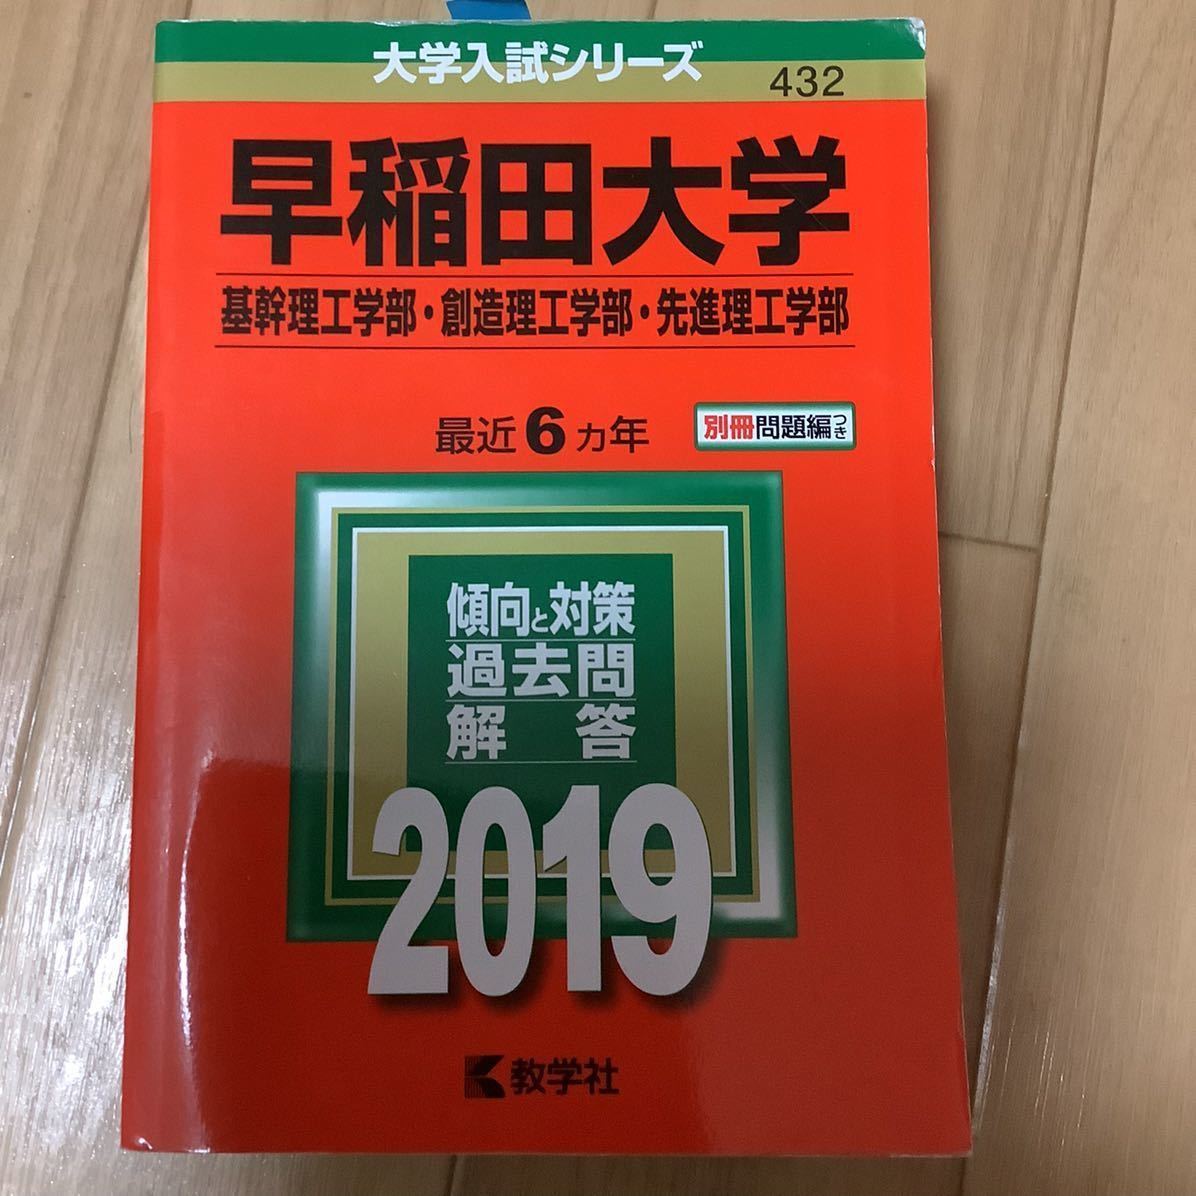 大学入試シリーズ
432
早稲田大学
基幹理工学部・創造理工学部・先進理工学部
最近6カ年
別冊問題編つき
傾向と対策
過去問
解答
2019
教学社